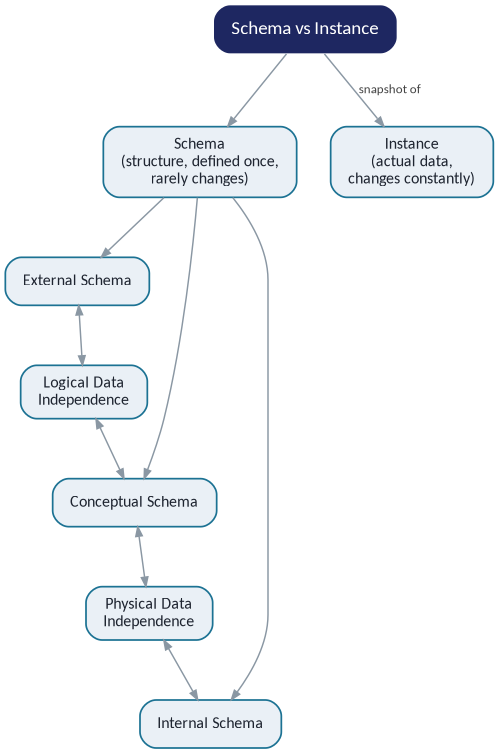 Schema vs Instance
snapshot of
Schema
(structure, defined once,
rarely changes)
Instance
(actual data,
changes constantly)
External Schema
Logical Data
Independence
Conceptual Schema
Physical Data
Independence
Internal Schema